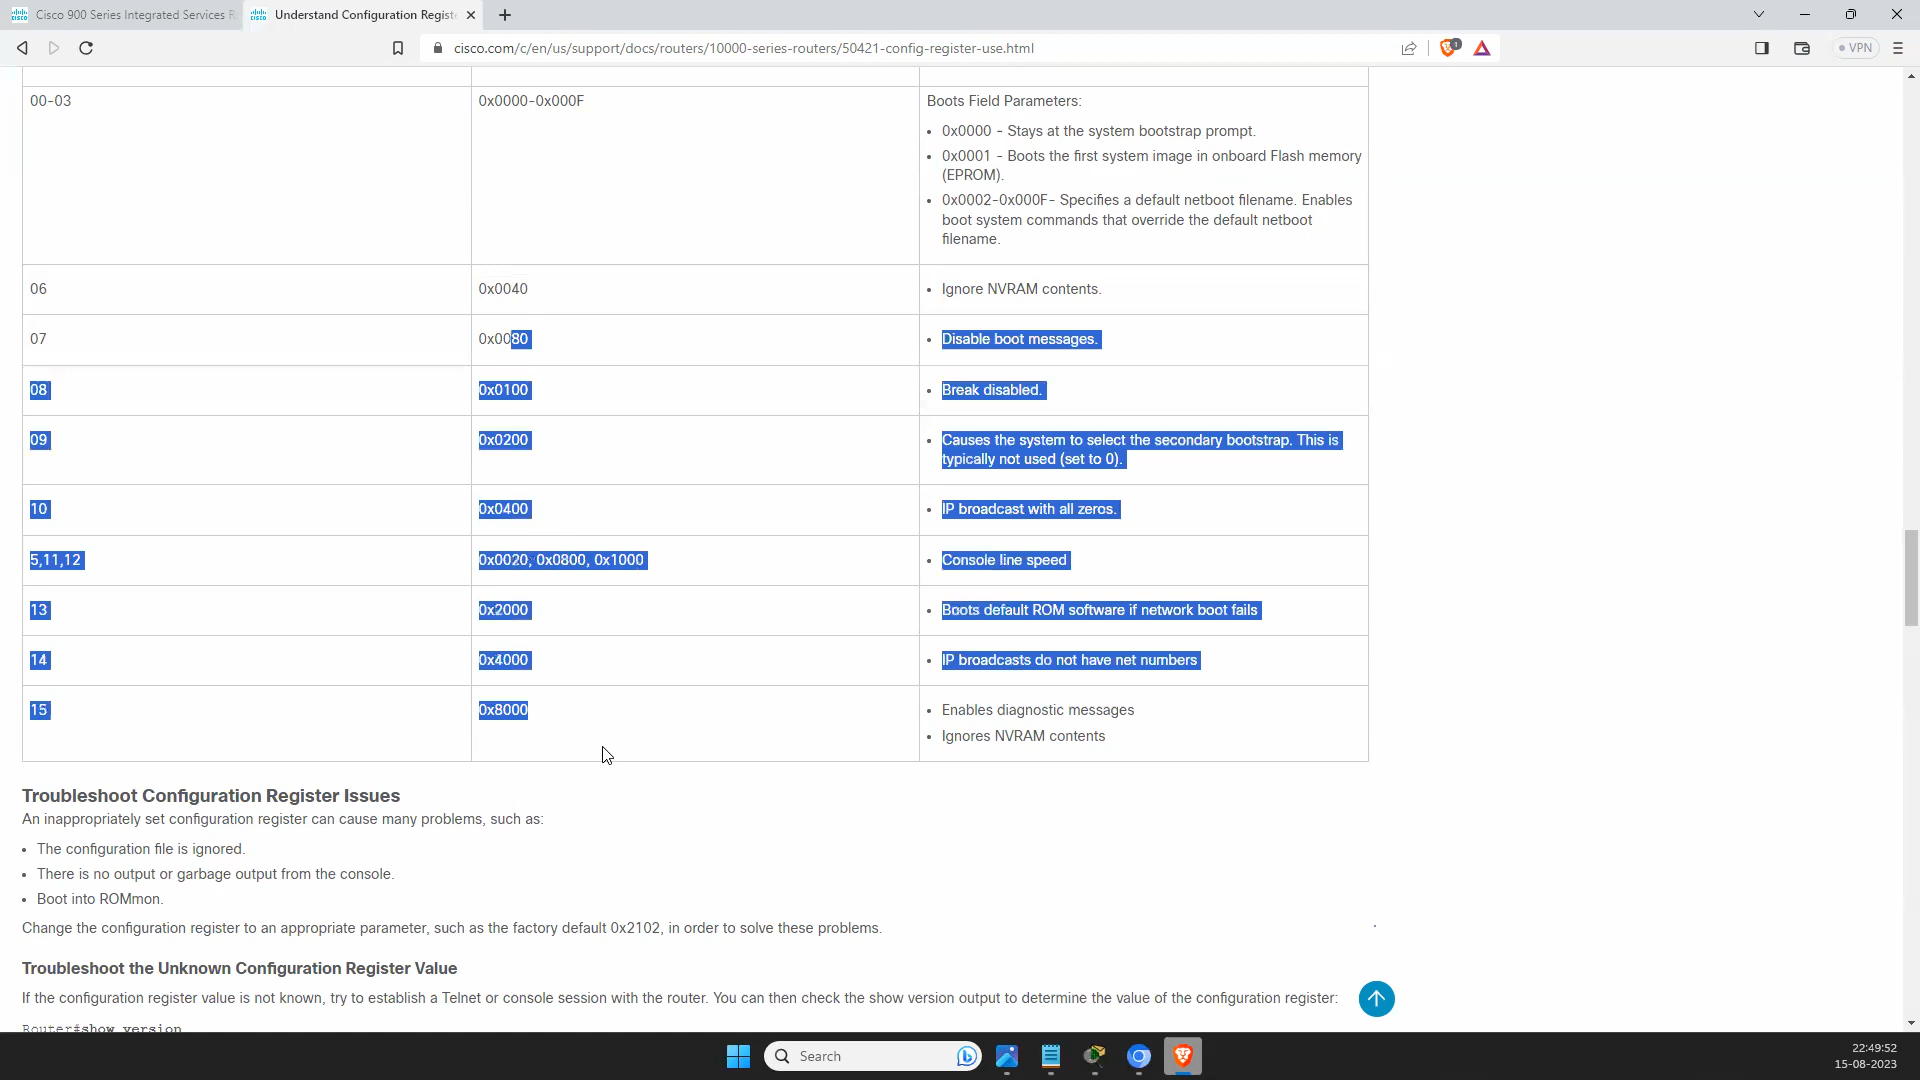 Cisco 900 Series Integrated Services R
Understand Configuration Registe
cisco.com/c/en/us/support/docs/routers/10000-series-routers/50421-config-register-use.html
1
VPN
00-03
0x0000-0x000F
Boots Field Parameters:
• 0x0000 - Stays at the system bootstrap prompt.
• 0x0001 - Boots the first system image in onboard Flash memory
(EPROM).
• 0x0002-0x000F- Specifies a default netboot filename. Enables
boot system commands that override the default netboot
filename.
06
0x0040
• Ignore NVRAM contents.
07
0x0080
• Disable boot messages.
08
0x0100
• Break disabled.
09
0x0200
• Causes the system to select the secondary bootstrap. This is
typically not used (set to 0).
10
0x0400
• IP broadcast with all zeros.
5,11,12
0x0020, 0x0800, 0x1000
• Console line speed
13
0x2000
• Boots default ROM software if network boot fails
14
0x4000
• IP broadcasts do not have net numbers
15
0x8000
• Enables diagnostic messages
• Ignores NVRAM contents
Troubleshoot Configuration Register Issues
An inappropriately set configuration register can cause many problems, such as:
• The configuration file is ignored.
• There is no output or garbage output from the console.
• Boot into ROMmon.
Change the configuration register to an appropriate parameter, such as the factory default 0x2102, in order to solve these problems.
Troubleshoot the Unknown Configuration Register Value
If the configuration register value is not known, try to establish a Telnet or console session with the router. You can then check the show version output to determine the value of the configuration register:
Router#show version
Search
22:49:52
15-08-2023